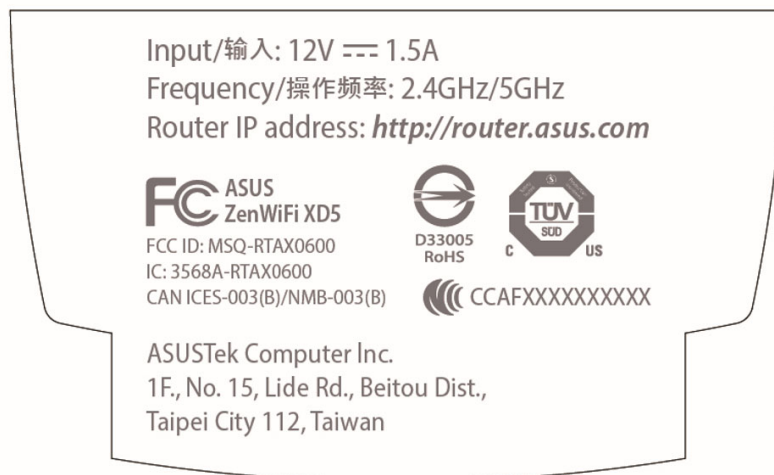 Input/输入: 12V ⎓ 1.5A
Frequency/操作频率: 2.4GHz/5GHz
Router IP address: http://router.asus.com
FC ASUS
ZenWiFi XD5
FCC ID: MSQ-RTAX0600
IC: 3568A-RTAX0600
CAN ICES-003(B)/NMB-003(B)
D33005
RoHS
TÜV
SÜD
C US
CCAFXXXXXXXXXX
ASUSTek Computer Inc.
1F., No. 15, Lide Rd., Beitou Dist.,
Taipei City 112, Taiwan